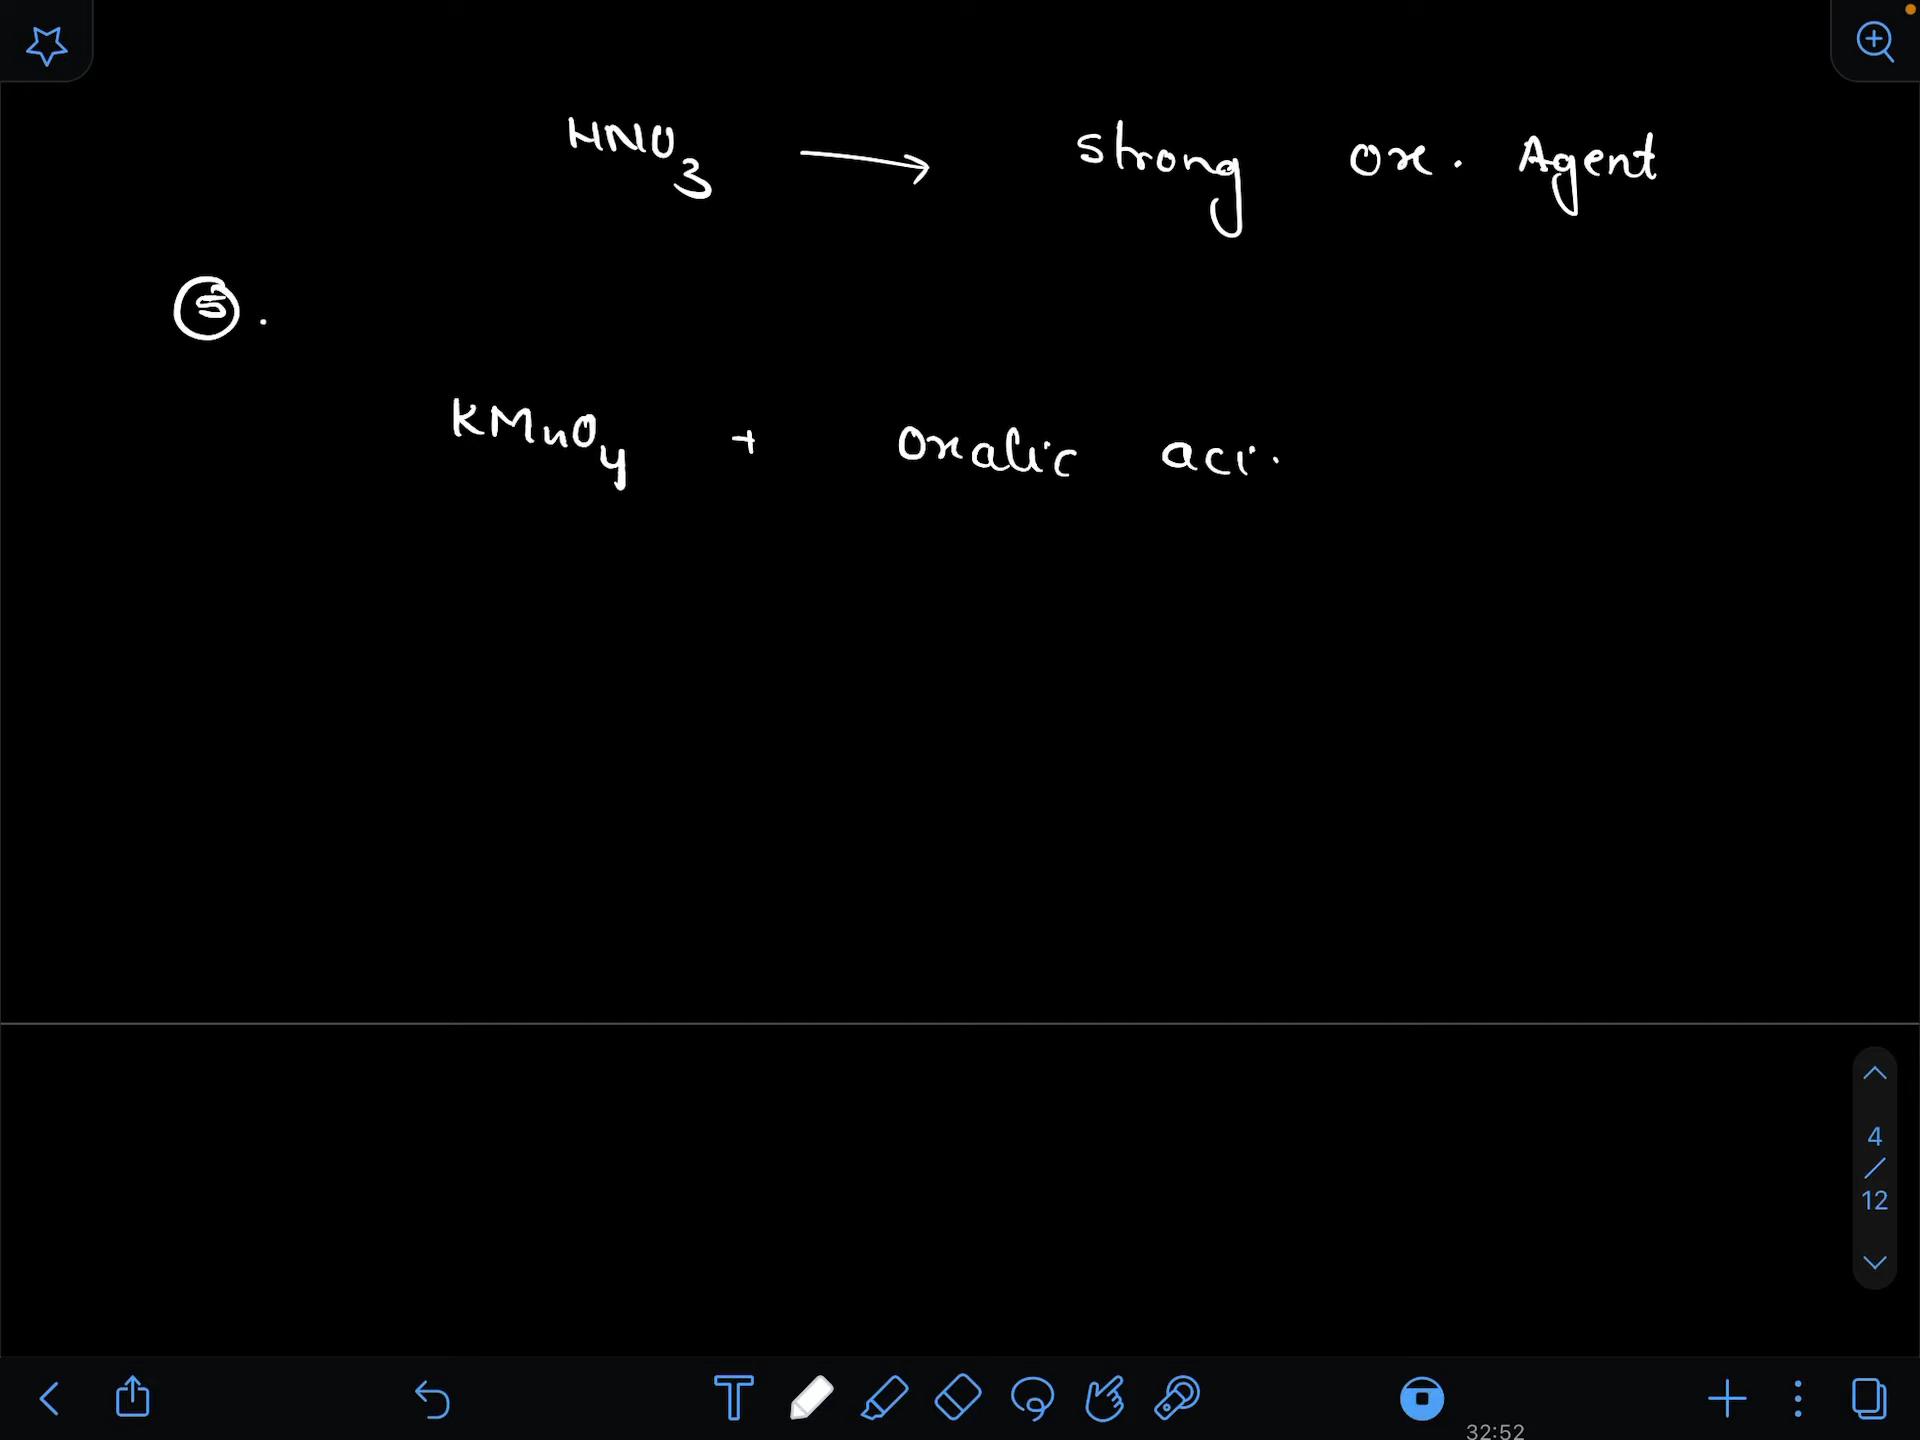 HNO3 → strong ox. Agent
5.
KMnO4 + oxalic aci.
4
/
12
32:52